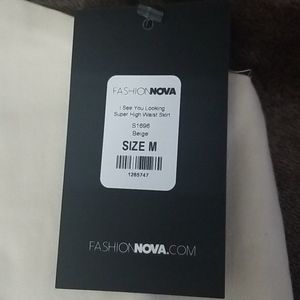 FASHIONNOVA
I See You Looking
Super High Waist Skirt
S1696
Beige
SIZE M
1265747
FASHIONNOVA.COM